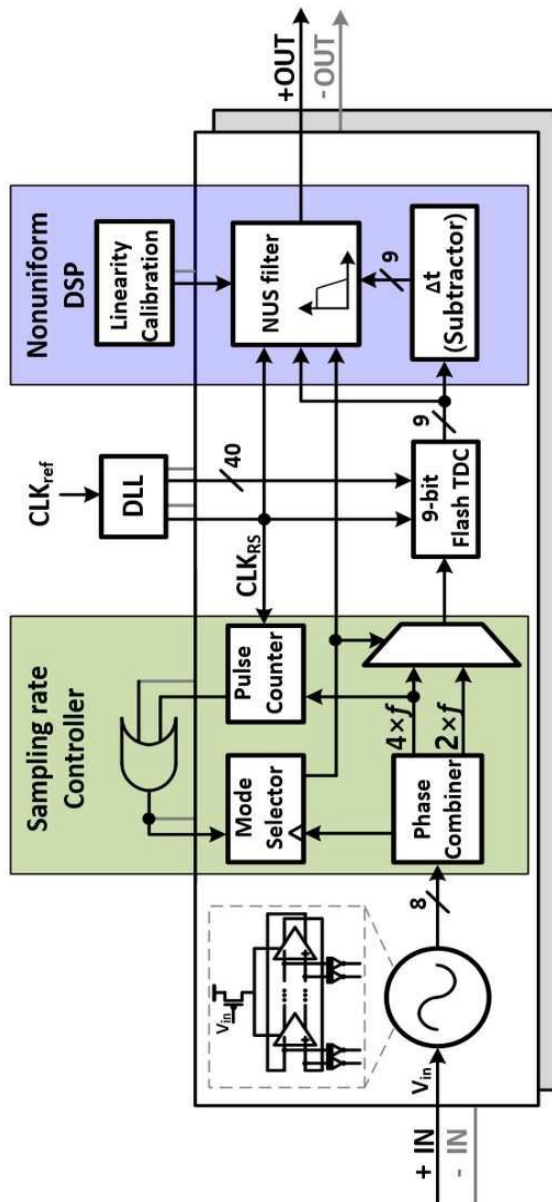 Sampling rate
Controller
Nonuniform
DSP
CLKref
DLL
Linearity
Calibration
Mode
Selector
Pulse
Counter
CLKRS
40
NUS filter
+OUT
-OUT
Vin
+ IN
- IN
Vin
8
Phase
Combiner
4×f
2×f
9-bit
Flash TDC
9
Δt
(Subtractor)
9